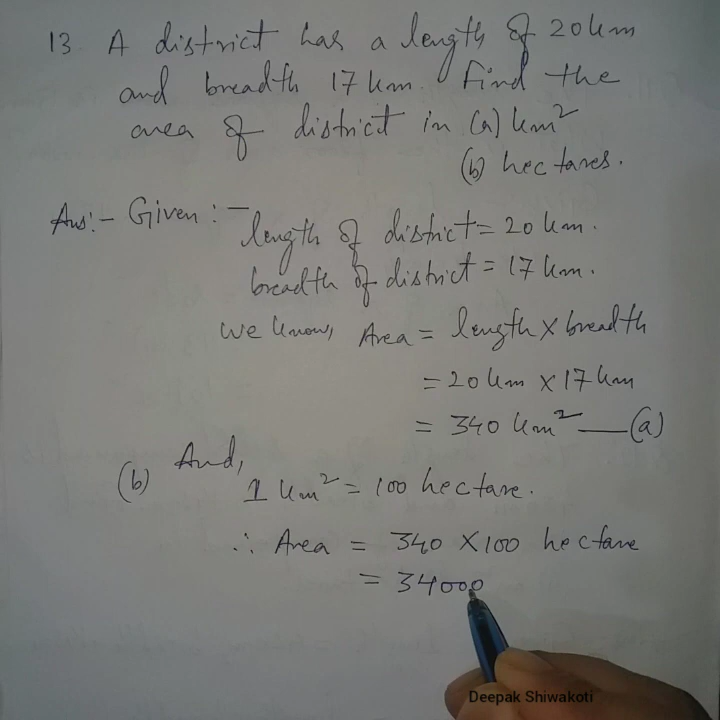 13 A district has a length of 20 km
and breadth 17 km. Find the
area of district in (a) km²
(b) hectares.
Ans:- Given :-
length of district = 20 km.
breadth of district = 17 km.
we know, Area = length × breadth
= 20 km × 17 km
= 340 km² — (a)
(b) And,
1 km² = 100 hectare.
∴ Area = 340 × 100 hectare
= 34000
Deepak Shiwakoti